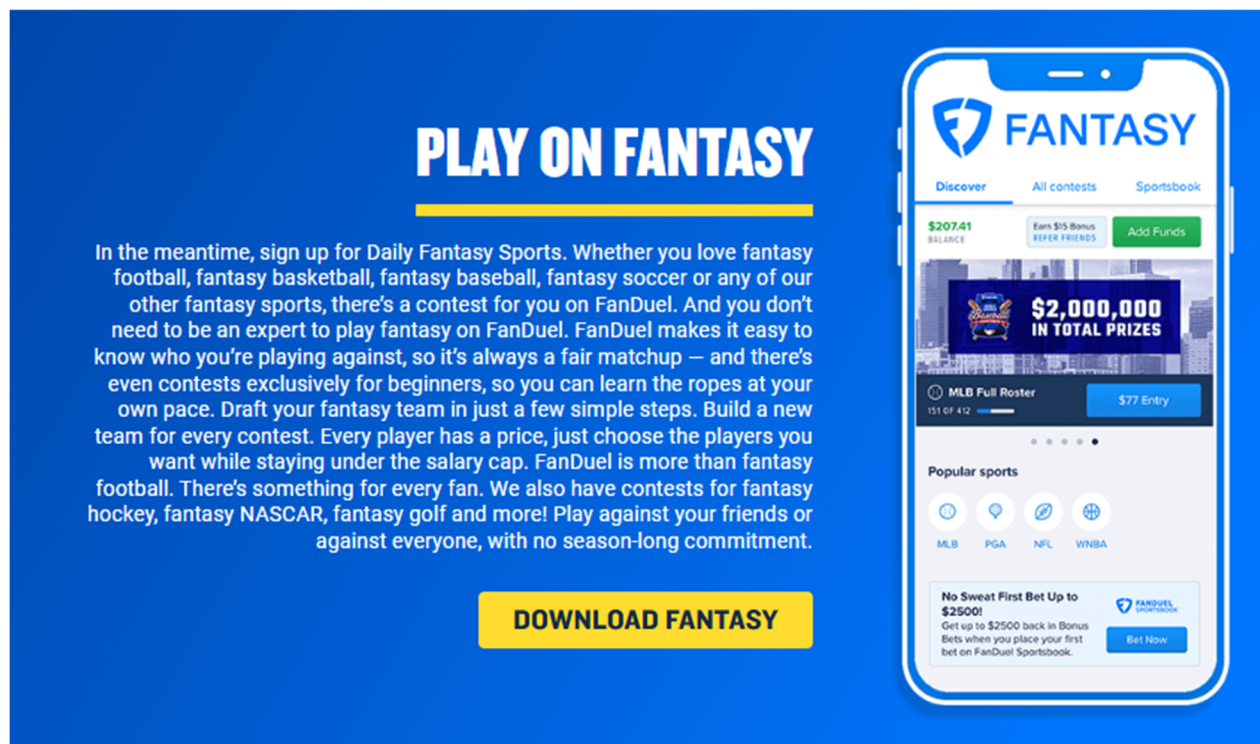 PLAY ON FANTASY
In the meantime, sign up for Daily Fantasy Sports. Whether you love fantasy
football, fantasy basketball, fantasy baseball, fantasy soccer or any of our
other fantasy sports, there's a contest for you on FanDuel. And you don't
need to be an expert to play fantasy on FanDuel. FanDuel makes it easy to
know who you're playing against, so it's always a fair matchup — and there's
even contests exclusively for beginners, so you can learn the ropes at your
own pace. Draft your fantasy team in just a few simple steps. Build a new
team for every contest. Every player has a price, just choose the players you
want while staying under the salary cap. FanDuel is more than fantasy
football. There's something for every fan. We also have contests for fantasy
hockey, fantasy NASCAR, fantasy golf and more! Play against your friends or
against everyone, with no season-long commitment.
DOWNLOAD FANTASY
FANTASY
Discover All contests Sportsbook
$207.41
BALANCE
Earn $15 Bonus
REFER FRIENDS
Add Funds
Baseball
$2,000,000
IN TOTAL PRIZES
MLB Full Roster
151 OF 412
$77 Entry
Popular sports
MLB PGA NFL WNBA
No Sweat First Bet Up to
$2500!
Get up to $2500 back in Bonus
Bets when you place your first
bet on FanDuel Sportsbook.
FANDUEL
SPORTSBOOK
Bet Now